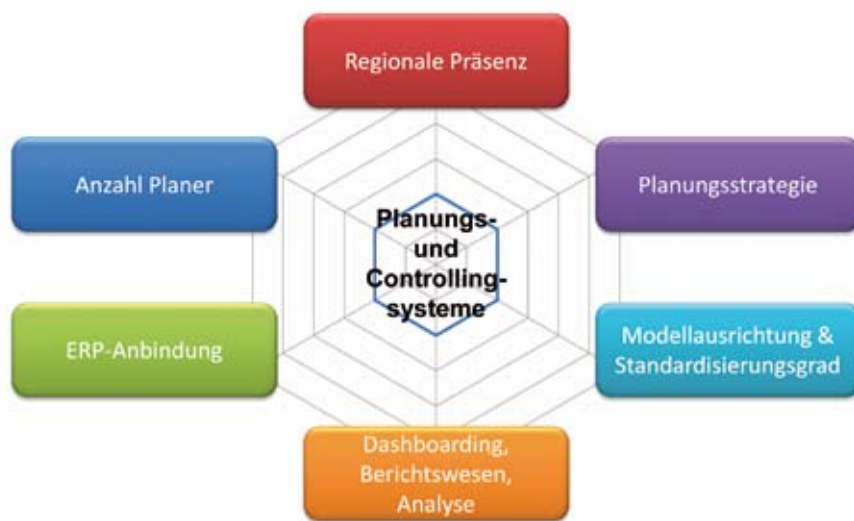 Regionale Präsenz
Anzahl Planer
Planungsstrategie
Planungs-
und
Controlling-
systeme
ERP-Anbindung
Modellausrichtung &
Standardisierungsgrad
Dashboarding,
Berichtswesen,
Analyse